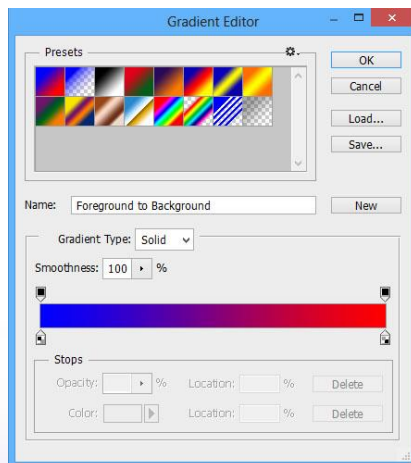 Gradient Editor
Presets
OK
Cancel
Load...
Save...
Name: Foreground to Background New
Gradient Type: Solid
Smoothness: 100 %
Stops
Opacity: % Location: % Delete
Color: Location: % Delete